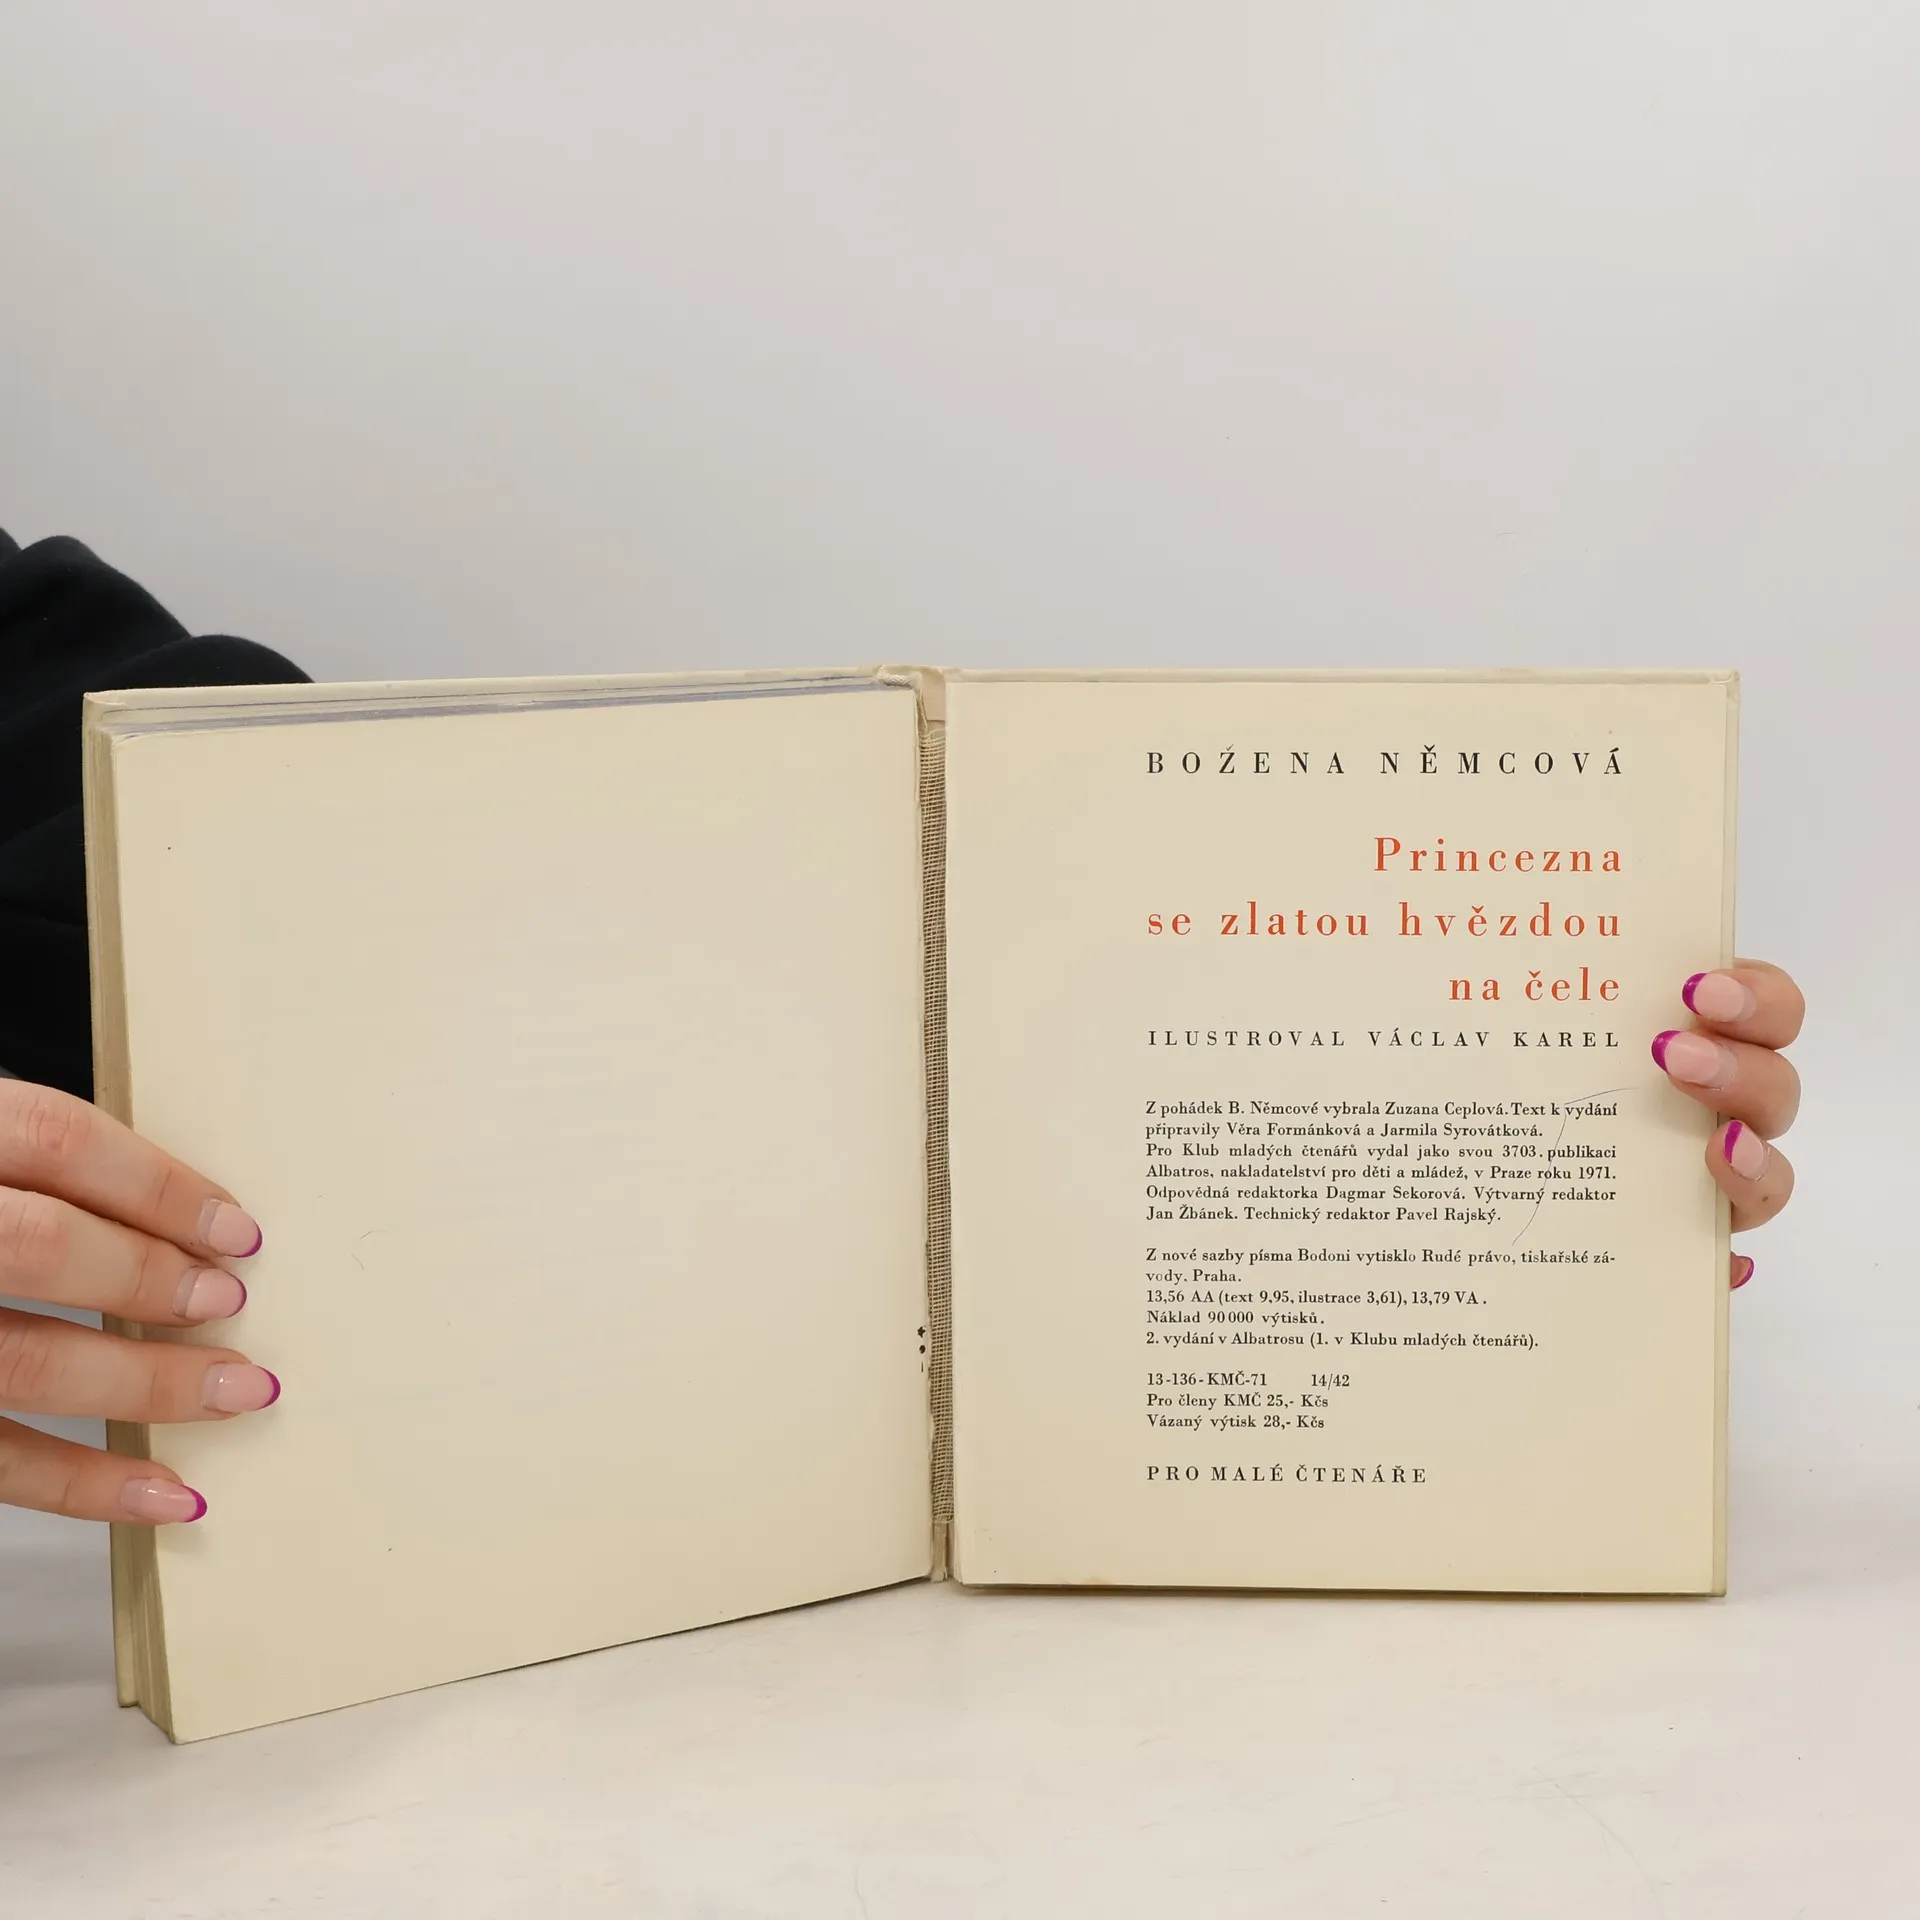 BOŽENA NĚMCOVÁ
Princezna
se zlatou hvězdou
na čele
ILUSTROVAL VÁCLAV KAREL
Z pohádek B. Němcové vybrala Zuzana Ceplová. Text k vydání
připravily Věra Formánková a Jarmila Syrovátková.
Pro Klub mladých čtenářů vydal jako svou 3703. publikaci
Albatros, nakladatelství pro děti a mládež, v Praze roku 1971.
Odpovědná redaktorka Dagmar Sekorová. Výtvarný redaktor
Jan Žbánek. Technický redaktor Pavel Rajský.
Z nové sazby písma Bodoni vytisklo Rudé právo, tiskařské zá-
vody, Praha.
13,56 AA (text 9,95, ilustrace 3,61), 13,79 VA.
Náklad 90 000 výtisků.
2. vydání v Albatrosu (1. v Klubu mladých čtenářů).
13-136-KMČ-71 14/42
Pro členy KMČ 25,- Kčs
Vázaný výtisk 28,- Kčs
PRO MALÉ ČTENÁŘE